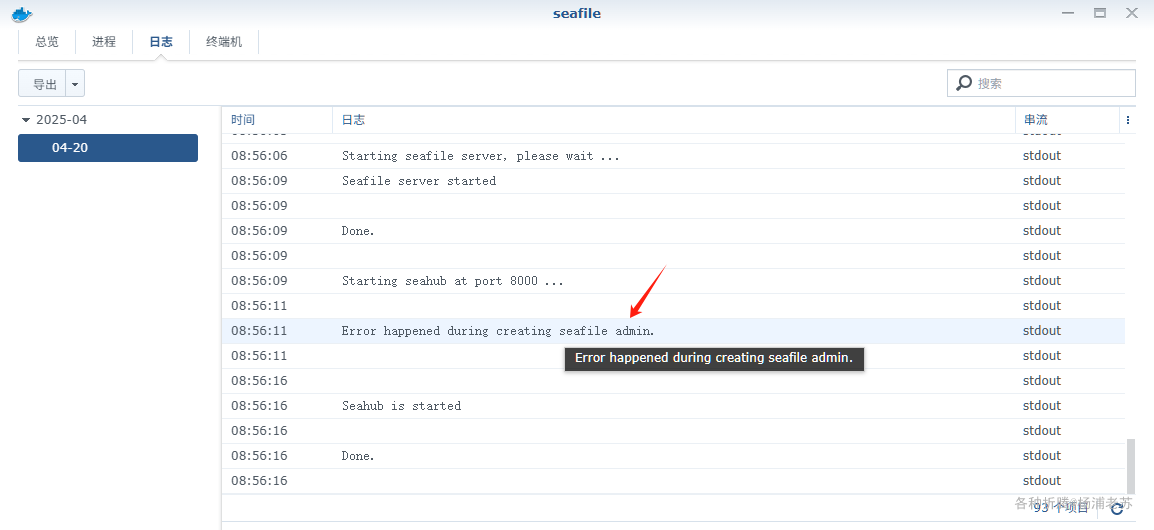 seafile
总览 进程 日志 终端机
导出 搜索
2025-04 时间 日志 串流
04-20
08:56:06 Starting seafile server, please wait ... stdout
08:56:09 Seafile server started stdout
08:56:09 stdout
08:56:09 Done. stdout
08:56:09 stdout
08:56:09 Starting seahub at port 8000 ... stdout
08:56:11 stdout
08:56:11 Error happened during creating seafile admin. stdout
08:56:11 stdout
Error happened during creating seafile admin.
08:56:16 stdout
08:56:16 Seahub is started stdout
08:56:16 stdout
08:56:16 Done. stdout
08:56:16 stdout
93 个项目
各种折腾@杨浦老苏